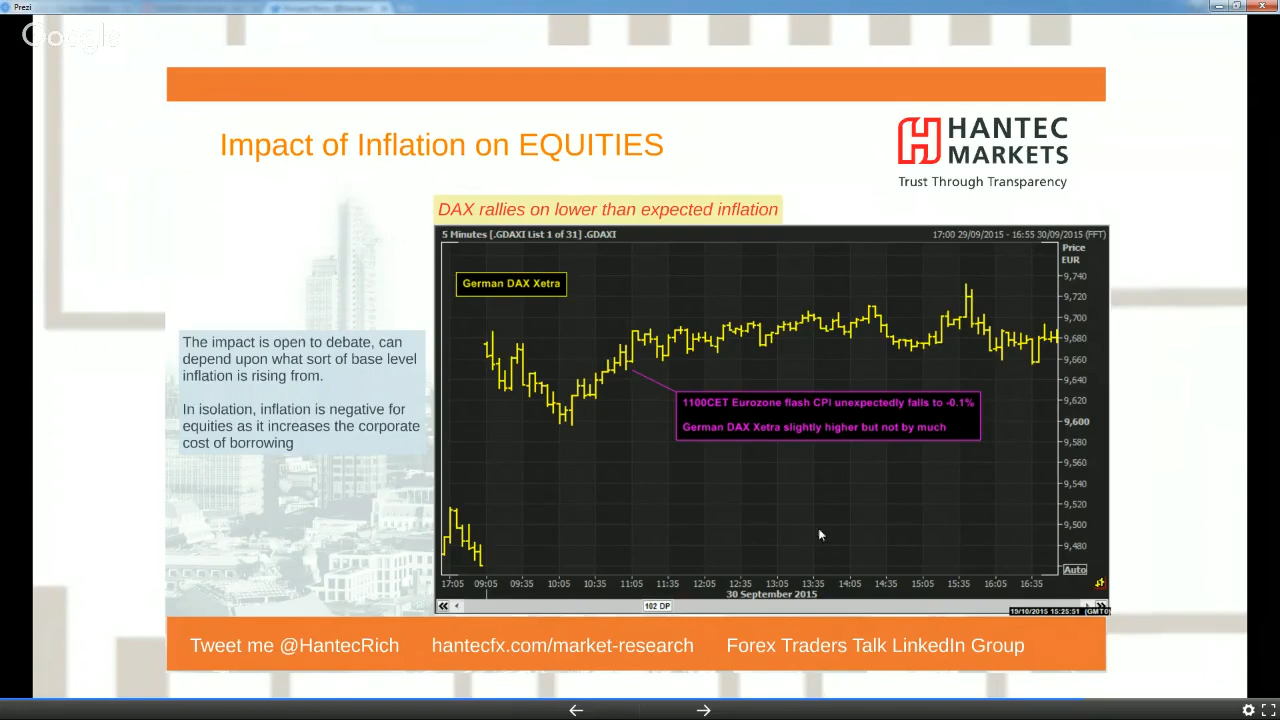 Prezi
Google
Impact of Inflation on EQUITIES
HANTEC
MARKETS
Trust Through Transparency
DAX rallies on lower than expected inflation
5 Minutes [.GDAXI List 1 of 31] .GDAXI
17:00 29/09/2015 - 16:55 30/09/2015 (FFT)
Price
EUR
German DAX Xetra
9,740
9,720
9,700
9,680
9,660
9,640
9,620
9,600
9,580
9,560
9,540
9,520
9,500
9,480
Auto
The impact is open to debate, can
depend upon what sort of base level
inflation is rising from.
In isolation, inflation is negative for
equities as it increases the corporate
cost of borrowing
1100CET Eurozone flash CPI unexpectedly falls to -0.1%
German DAX Xetra slightly higher but not by much
17:05 09:05 09:35 10:05 10:35 11:05 11:35 12:05 12:35 13:05 13:35 14:05 14:35 15:05 15:35 16:05 16:35
30 September 2015
102 DP
19/10/2015 15:25:51 (GMT0)
Tweet me @HantecRich hantecfx.com/market-research Forex Traders Talk LinkedIn Group